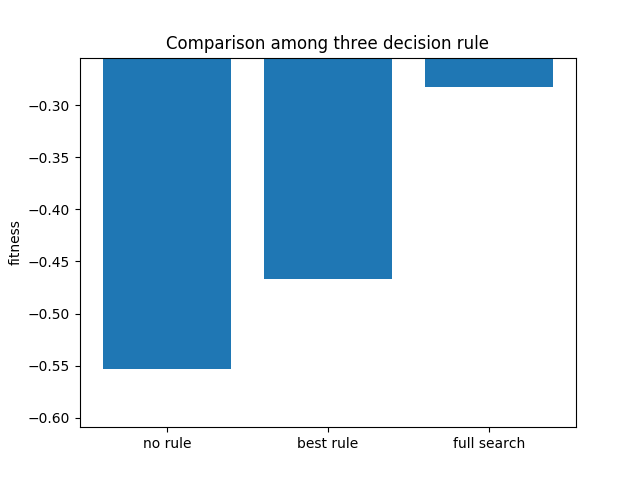 Comparison among three decision rule
−0.30
−0.35
−0.40
−0.45
−0.50
−0.55
−0.60
fitness
no rule
best rule
full search